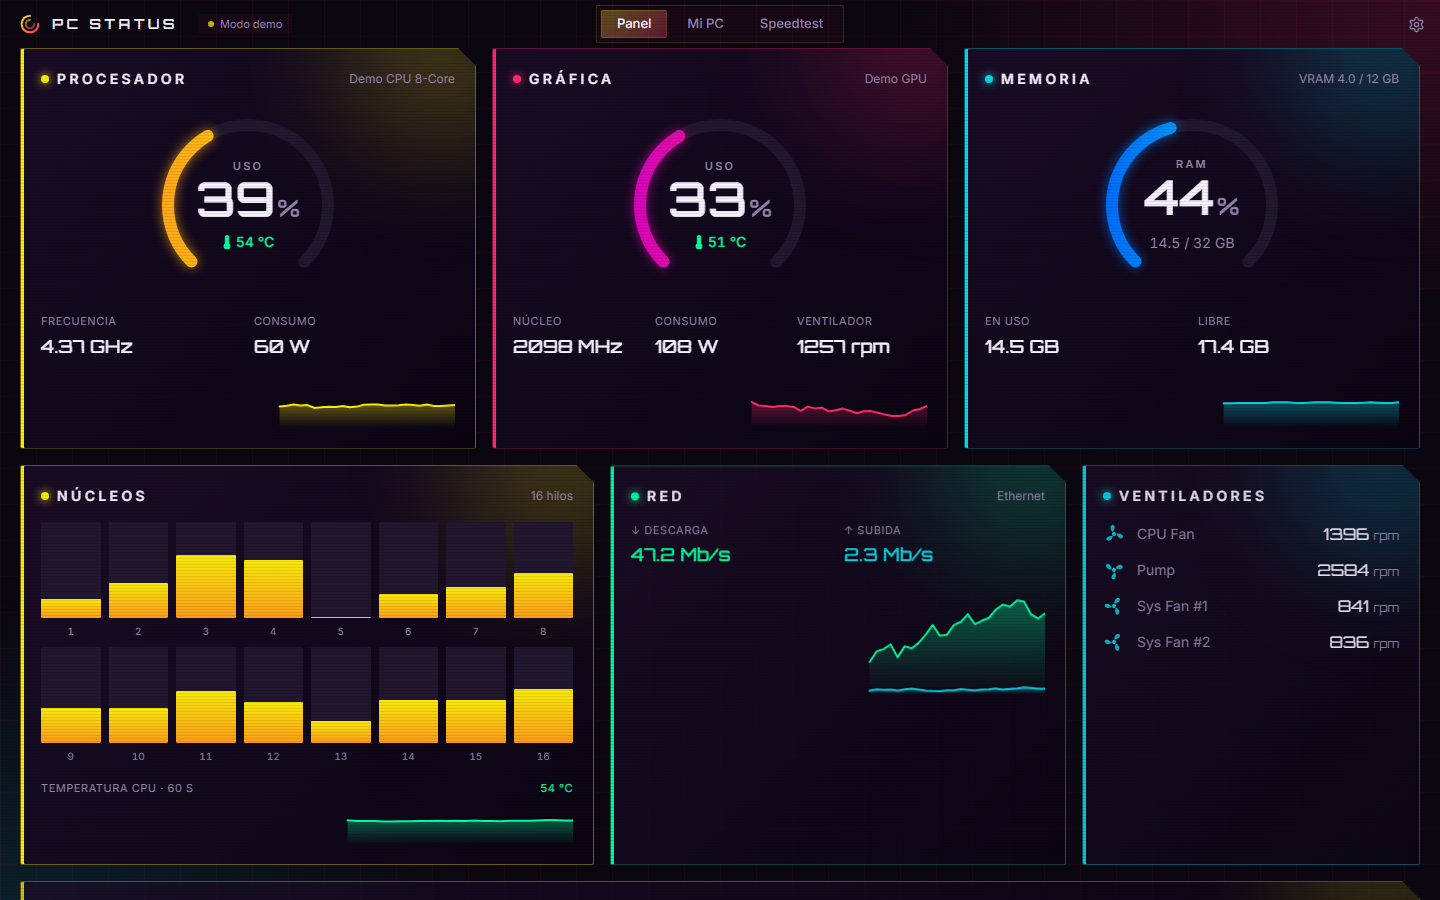 PC STATUS
Modo demo
Panel
Mi PC
Speedtest
PROCESADOR
Demo CPU 8-Core
USO
39%
54 °C
FRECUENCIA
CONSUMO
4.37 GHz
60 W
GRÁFICA
Demo GPU
USO
33%
51 °C
NÚCLEO
CONSUMO
VENTILADOR
2098 MHz
108 W
1257 rpm
MEMORIA
VRAM 4.0 / 12 GB
RAM
44%
14.5 / 32 GB
EN USO
LIBRE
14.5 GB
17.4 GB
NÚCLEOS
16 hilos
1 2 3 4 5 6 7 8
9 10 11 12 13 14 15 16
TEMPERATURA CPU · 60 S
54 °C
RED
Ethernet
↓ DESCARGA
↑ SUBIDA
47.2 Mb/s
2.3 Mb/s
VENTILADORES
CPU Fan 1396 rpm
Pump 2584 rpm
Sys Fan #1 841 rpm
Sys Fan #2 836 rpm